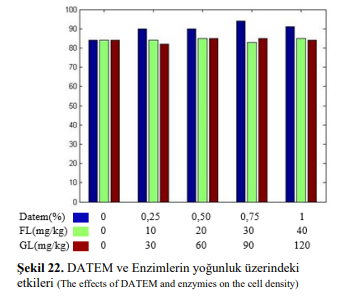 100
90
80
70
60
50
40
30
20
10
0
Datem(%) 0 0,25 0,50 0,75 1
FL(mg/kg) 0 10 20 30 40
GL(mg/kg) 0 30 60 90 120
Şekil 22. DATEM ve Enzimlerin yoğunluk üzerindeki
etkileri (The effects of DATEM and enzymics on the cell density)